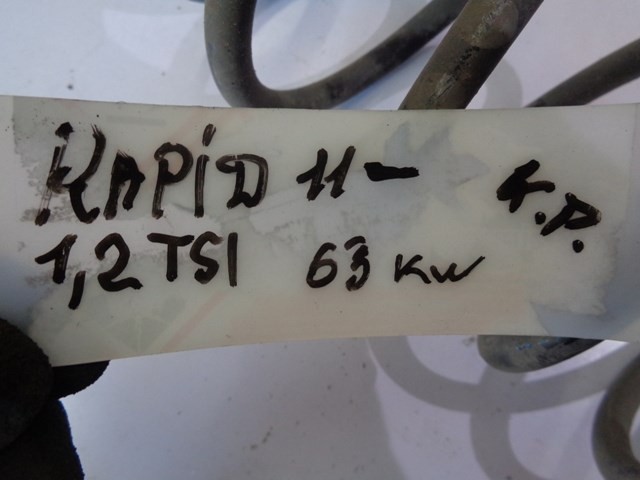 RAPID 11-
1,2 TSI 63 KW